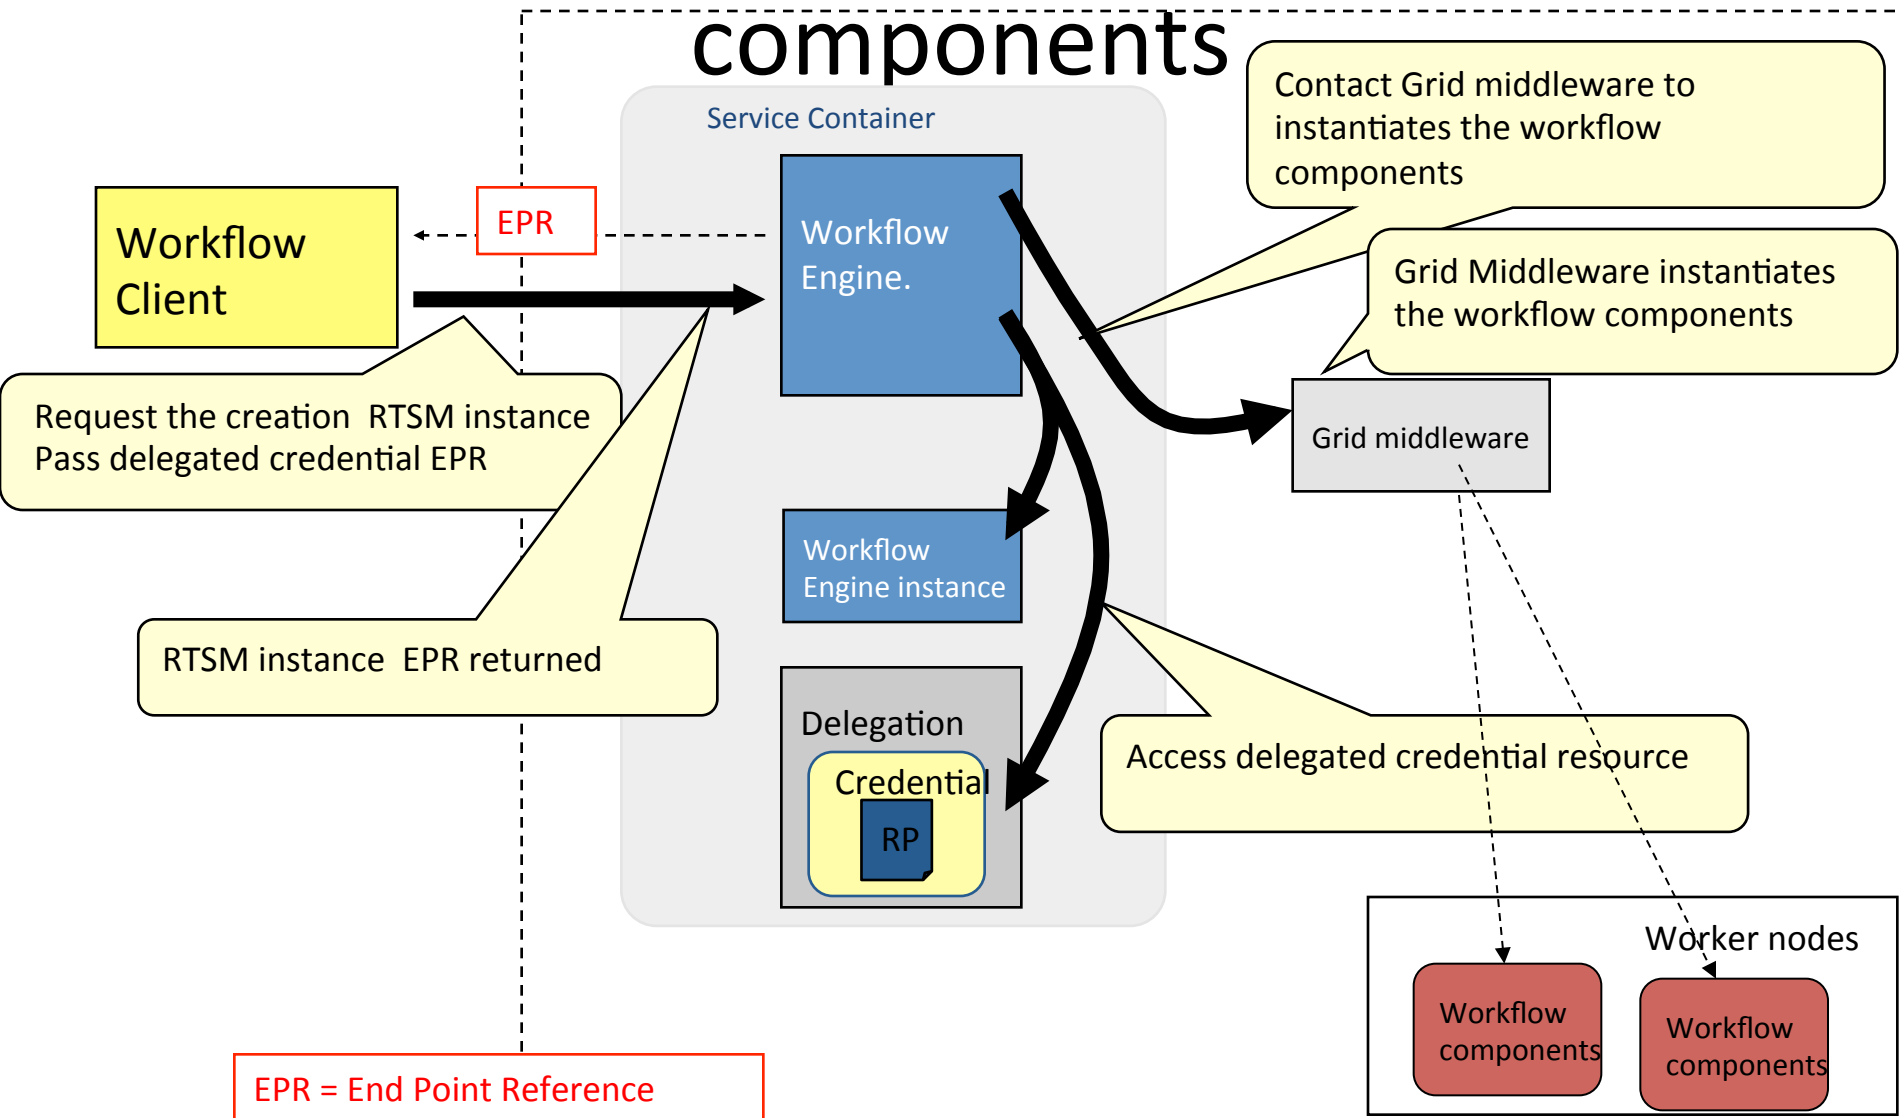 components
Service Container
Contact Grid middleware to
instantiates the workflow
components
EPR
Workflow
Client
Workflow
Engine.
Grid Middleware instantiates
the workflow components
Request the creation  RTSM instance
Pass delegated credential EPR
Grid middleware
Workflow
Engine instance
RTSM instance  EPR returned
Delegation
Credential
RP
Access delegated credential resource
Worker nodes
Workflow
components
Workflow
components
EPR = End Point Reference